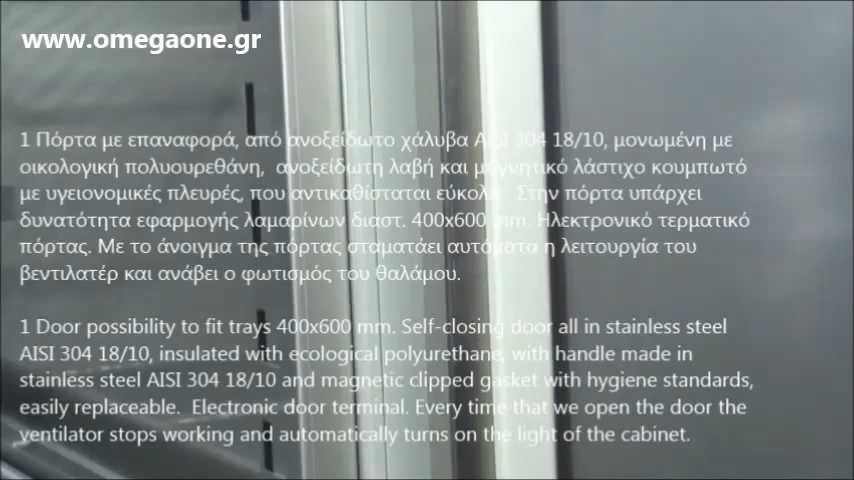 www.omegaone.gr
1 Πόρτα με επαναφορά, από ανοξείδωτο χάλυβα AISI 304 18/10, μονωμένη με
οικολογική πολυουρεθάνη, ανοξείδωτη λαβή και μαγνητικό λάστιχο κουμπωτό
με υγειονομικές πλευρές, που αντικαθίσταται εύκολα. Στην πόρτα υπάρχει
δυνατότητα εφαρμογής λαμαρίνων διαστ. 400x600 mm. Ηλεκτρονικό τερματικό
πόρτας. Με το άνοιγμα της πόρτας σταματάει αυτόματα η λειτουργία του
βεντιλατέρ και ανάβει ο φωτισμός του θαλάμου.
1 Door possibility to fit trays 400x600 mm. Self-closing door all in stainless steel
AISI 304 18/10, insulated with ecological polyurethane, with handle made in
stainless steel AISI 304 18/10 and magnetic clipped gasket with hygiene standards,
easily replaceable. Electronic door terminal. Every time that we open the door the
ventilator stops working and automatically turns on the light of the cabinet.